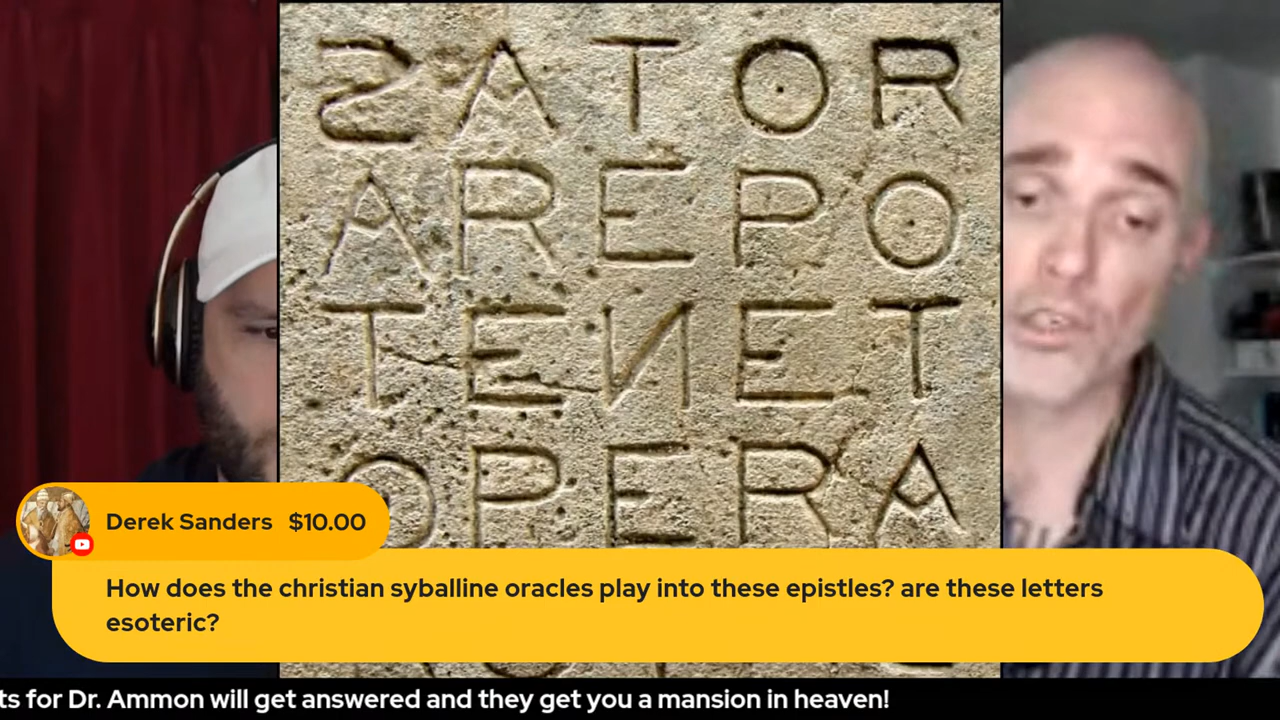 SATOR
AREPO
TENET
OPERA
Derek Sanders $10.00
How does the christian syballine oracles play into these epistles? are these letters
esoteric?
ts for Dr. Ammon will get answered and they get you a mansion in heaven!